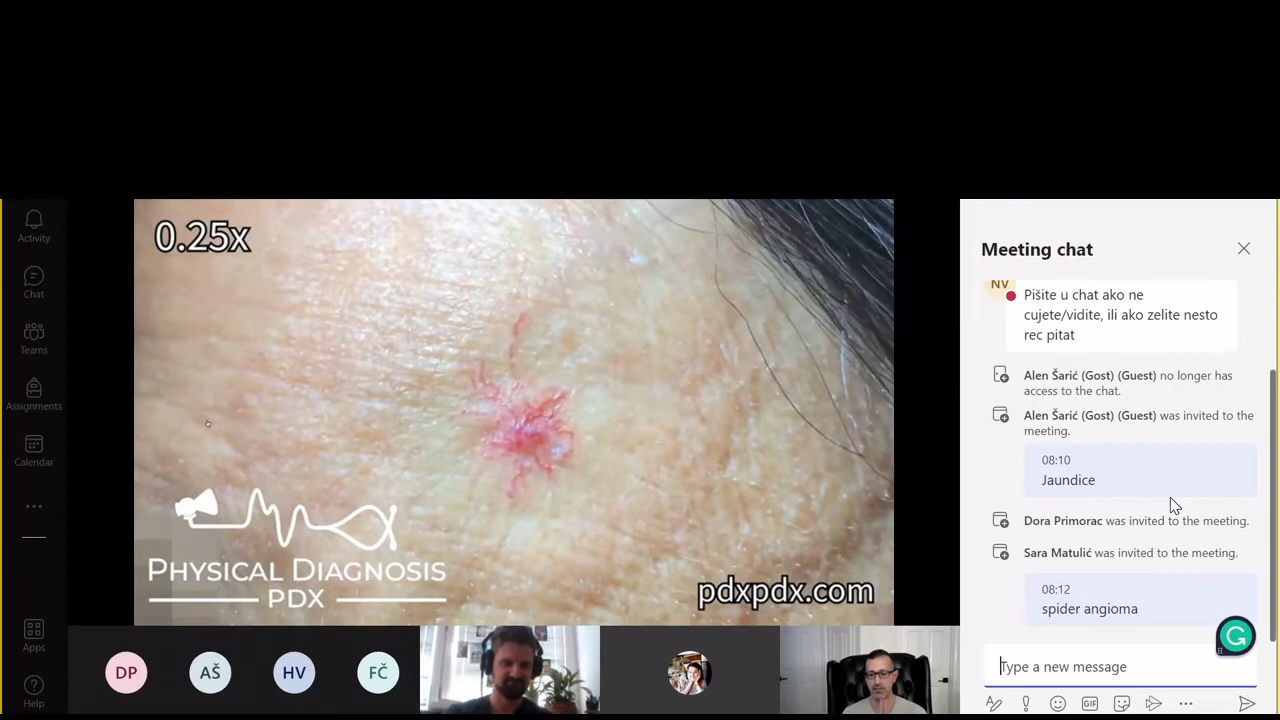 Activity
Chat
Teams
Assignments
Calendar
Apps
Help
0.25x
PHYSICAL DIAGNOSIS
PDX
pdxpdx.com
DP
AŠ
HV
FČ
Meeting chat
NV
Pišite u chat ako ne
cujete/vidite, ili ako zelite nesto
rec pitat
Alen Šarić (Gost) (Guest) no longer has
access to the chat.
Alen Šarić (Gost) (Guest) was invited to the
meeting.
08:10
Jaundice
Dora Primorac was invited to the meeting.
Sara Matulić was invited to the meeting.
08:12
spider angioma
Type a new message
GIF